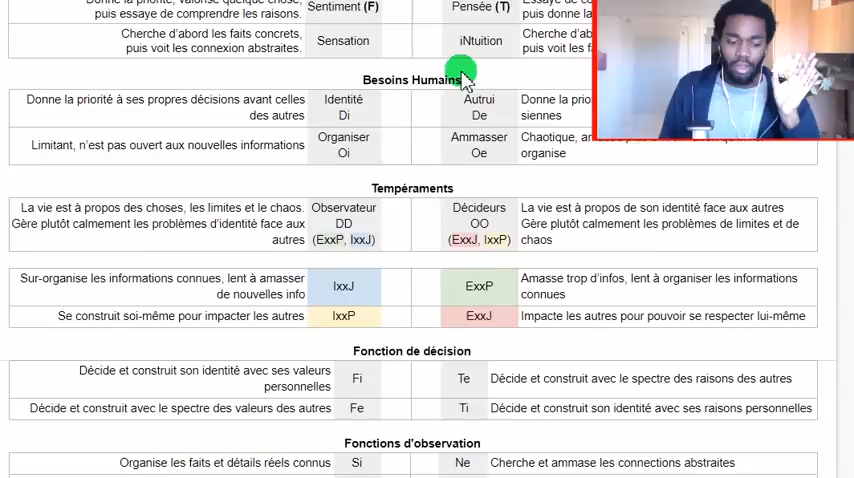 Donne la priorité, valorise quelque chose,
puis essaye de comprendre les raisons.
Sentiment (F)
Pensée (T)
Essaye de co
puis donne la
Cherche d'abord les faits concrets,
puis voit les connexion abstraites.
Sensation
iNtuition
Cherche d'ab
puis voit les fa
Besoins Humains
Donne la priorité à ses propres décisions avant celles
des autres
Identité
Di
Autrui
De
Donne la prio
siennes
Limitant, n'est pas ouvert aux nouvelles informations
Organiser
Oi
Ammasser
Oe
Chaotique,
organise
Tempéraments
La vie est à propos des choses, les limites et le chaos.
Gère plutôt calmement les problèmes d'identité face aux
autres
Observateur
DD
(ExxP, IxxJ)
Décideurs
OO
(ExxJ, IxxP)
La vie est à propos de son identité face aux autres
Gère plutôt calmement les problèmes de limites et de
chaos
Sur-organise les informations connues, lent à amasser
de nouvelles info
IxxJ
ExxP
Amasse trop d'infos, lent à organiser les informations
connues
Se construit soi-même pour impacter les autres
IxxP
ExxJ
Impacte les autres pour pouvoir se respecter lui-même
Fonction de décision
Décide et construit son identité avec ses valeurs
personnelles
Fi
Te
Décide et construit avec le spectre des raisons des autres
Décide et construit avec le spectre des valeurs des autres
Fe
Ti
Décide et construit son identité avec ses raisons personnelles
Fonctions d'observation
Organise les faits et détails réels connus
Si
Ne
Cherche et ammase les connections abstraites